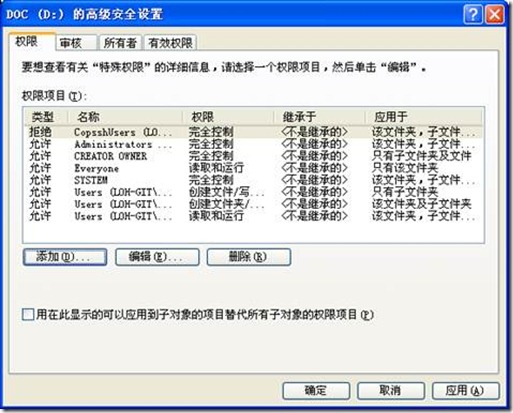 DOC (D:) 的高级安全设置
权限 审核 所有者 有效权限
要想查看有关“特殊权限”的详细信息，请选择一个权限项目，然后单击“编辑”。
权限项目(T):
类型 名称 权限 继承于 应用于
拒绝 CopsshUsers (LO... 完全控制 <不是继承的> 该文件夹，子文件...
允许 Administrators ... 完全控制 <不是继承的> 该文件夹，子文件...
允许 CREATOR OWNER 完全控制 <不是继承的> 只有子文件夹及文件
允许 Everyone 读取和运行 <不是继承的> 只有该文件夹
允许 SYSTEM 完全控制 <不是继承的> 该文件夹，子文件...
允许 Users (LOH-GIT\... 创建文件/写... <不是继承的> 只有子文件夹
允许 Users (LOH-GIT\... 创建文件夹/... <不是继承的> 该文件夹及子文件夹
允许 Users (LOH-GIT\... 读取和运行 <不是继承的> 该文件夹，子文件...
添加(D)... 编辑(E)... 删除(R)
用在此显示的可以应用到子对象的项目替代所有子对象的权限项目(P)
确定 取消 应用(A)